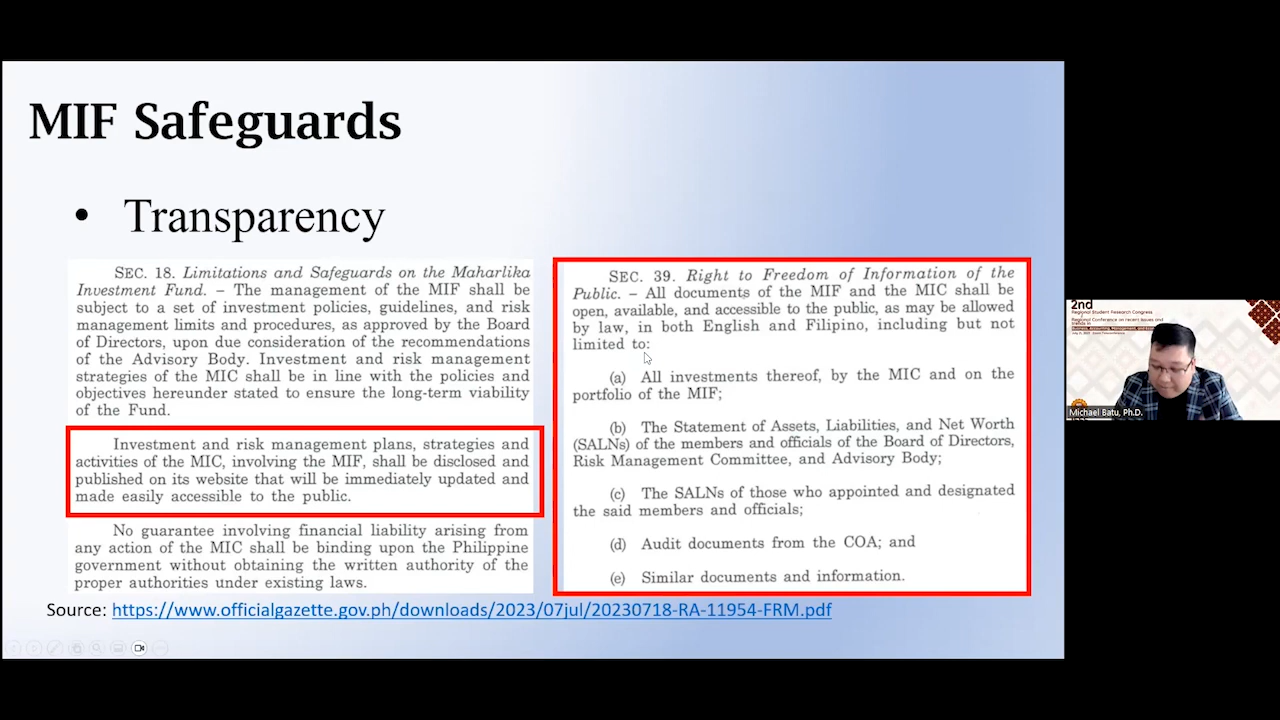 MIF Safeguards
• Transparency
SEC. 18. Limitations and Safeguards on the Maharlika
Investment Fund. – The management of the MIF shall be
subject to a set of investment policies, guidelines, and risk
management limits and procedures, as approved by the Board
of Directors, upon due consideration of the recommendations
of the Advisory Body. Investment and risk management
strategies of the MIC shall be in line with the policies and
objectives hereunder stated to ensure the long-term viability
of the Fund.
Investment and risk management plans, strategies and
activities of the MIC, involving the MIF, shall be disclosed and
published on its website that will be immediately updated and
made easily accessible to the public.
No guarantee involving financial liability arising from
any action of the MIC shall be binding upon the Philippine
government without obtaining the written authority of the
proper authorities under existing laws.
SEC. 39. Right to Freedom of Information of the
Public. – All documents of the MIF and the MIC shall be
open, available, and accessible to the public, as may be allowed
by law, in both English and Filipino, including but not
limited to:
(a) All investments thereof, by the MIC and on the
portfolio of the MIF;
(b) The Statement of Assets, Liabilities, and Net Worth
(SALNs) of the members and officials of the Board of Directors,
Risk Management Committee, and Advisory Body;
(c) The SALNs of those who appointed and designated
the said members and officials;
(d) Audit documents from the COA; and
(e) Similar documents and information.
Source: https://www.officialgazette.gov.ph/downloads/2023/07jul/20230718-RA-11954-FRM.pdf
2nd
Regional Student Research Congress
Regional Conference on recent issues and
trends in
Michael Batu, Ph.D.